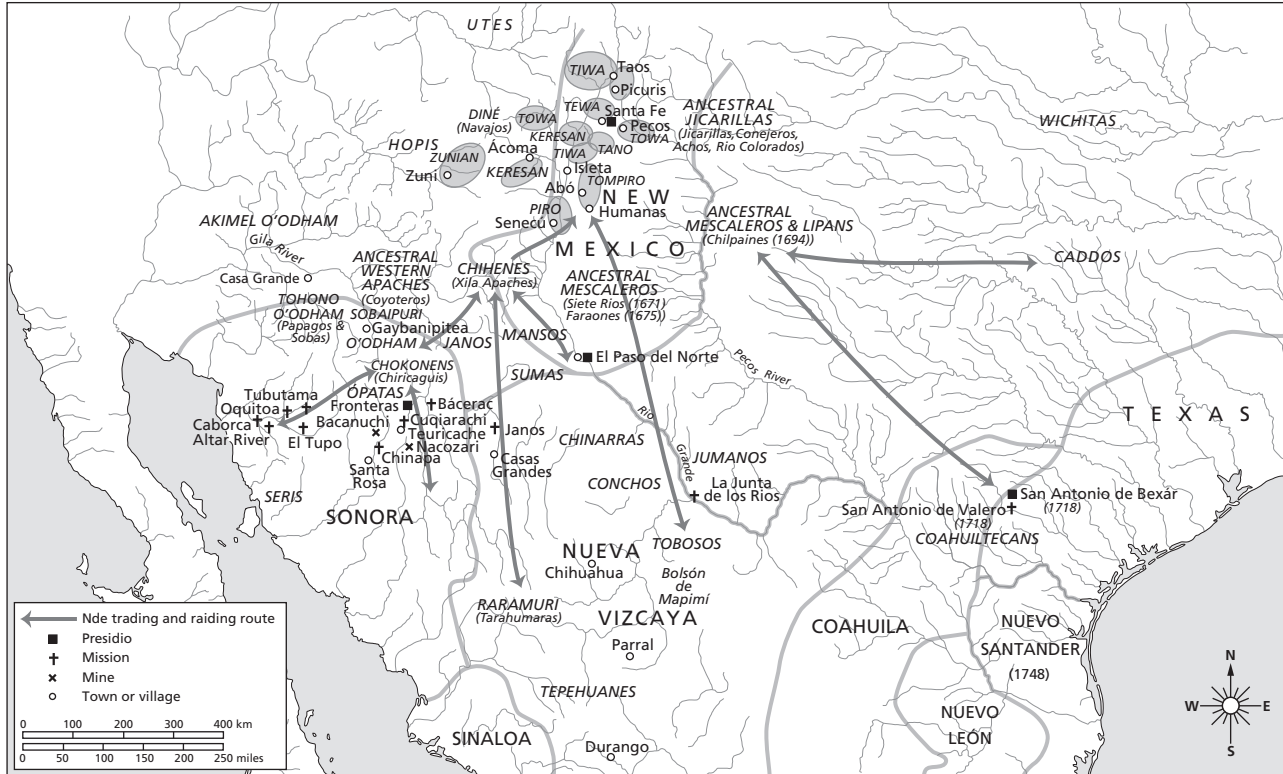 UTES
TIWA
Taos
Picuris
TEWA
Santa Fe
DINÉ
(Navajos)
TOWA
Pecos
TOWA
ANCESTRAL
JICARILLAS
(Jicarillas, Conejeros,
Achos, Rio Colorados)
WICHITAS
KERESAN
TANO
HOPIS
ZUNIAN
Zuni
Ácoma
KERESAN
TIWA
Isleta
Abó
TOMPIRO
Humanas
PIRO
Senecú
NEW
MEXICO
AKIMEL O'ODHAM
Gila River
Casa Grande
ANCESTRAL
WESTERN
APACHES
(Coyoteros)
CHIHENES
(Xila Apaches)
ANCESTRAL
MESCALEROS
(Siete Rios (1671)
Faraones (1675))
ANCESTRAL
MESCALEROS & LIPANS
(Chilpaines (1694))
CADDOS
TOHONO
O'ODHAM
(Papagos &
Sobas)
SOBAIPURI
O'ODHAM
Gaybanipitea
JANOS
MANSOS
El Paso del Norte
SUMAS
Pecos River
CHOKONENS
(Chiricaguis)
ÓPATAS
Fronteras
Bácerac
Cuqiarachi
Teuricache
Bacanuchi
Nacozari
Chinapa
Santa
Rosa
Tubutama
Oquitoa
Caborca
Altar River
El Tupo
Janos
Casas
Grandes
CHINARRAS
CONCHOS
Rio
Grande
JUMANOS
La Junta
de los Rios
TEXAS
San Antonio de Bexár
(1718)
San Antonio de Valero
(1718)
COAHUILTECANS
SERIS
SONORA
TOBOSOS
NUEVA
VIZCAYA
Chihuahua
Bolsón
de
Mapimí
RARAMURI
(Tarahumaras)
Parral
COAHUILA
NUEVO
SANTANDER
(1748)
TEPEHUANES
SINALOA
Durango
NUEVO
LEÓN
Nde trading and raiding route
Presidio
Mission
Mine
Town or village
0 100 200 300 400 km
0 50 100 150 200 250 miles
N
W E
S